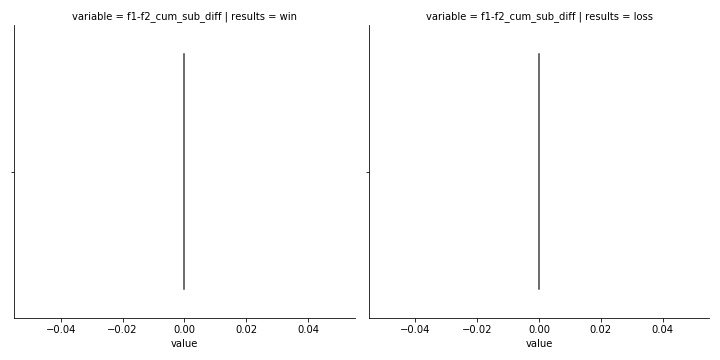 variable = f1-f2_cum_sub_diff | results = win
variable = f1-f2_cum_sub_diff | results = loss
−0.04 −0.02 0.00 0.02 0.04
value
−0.04 −0.02 0.00 0.02 0.04
value